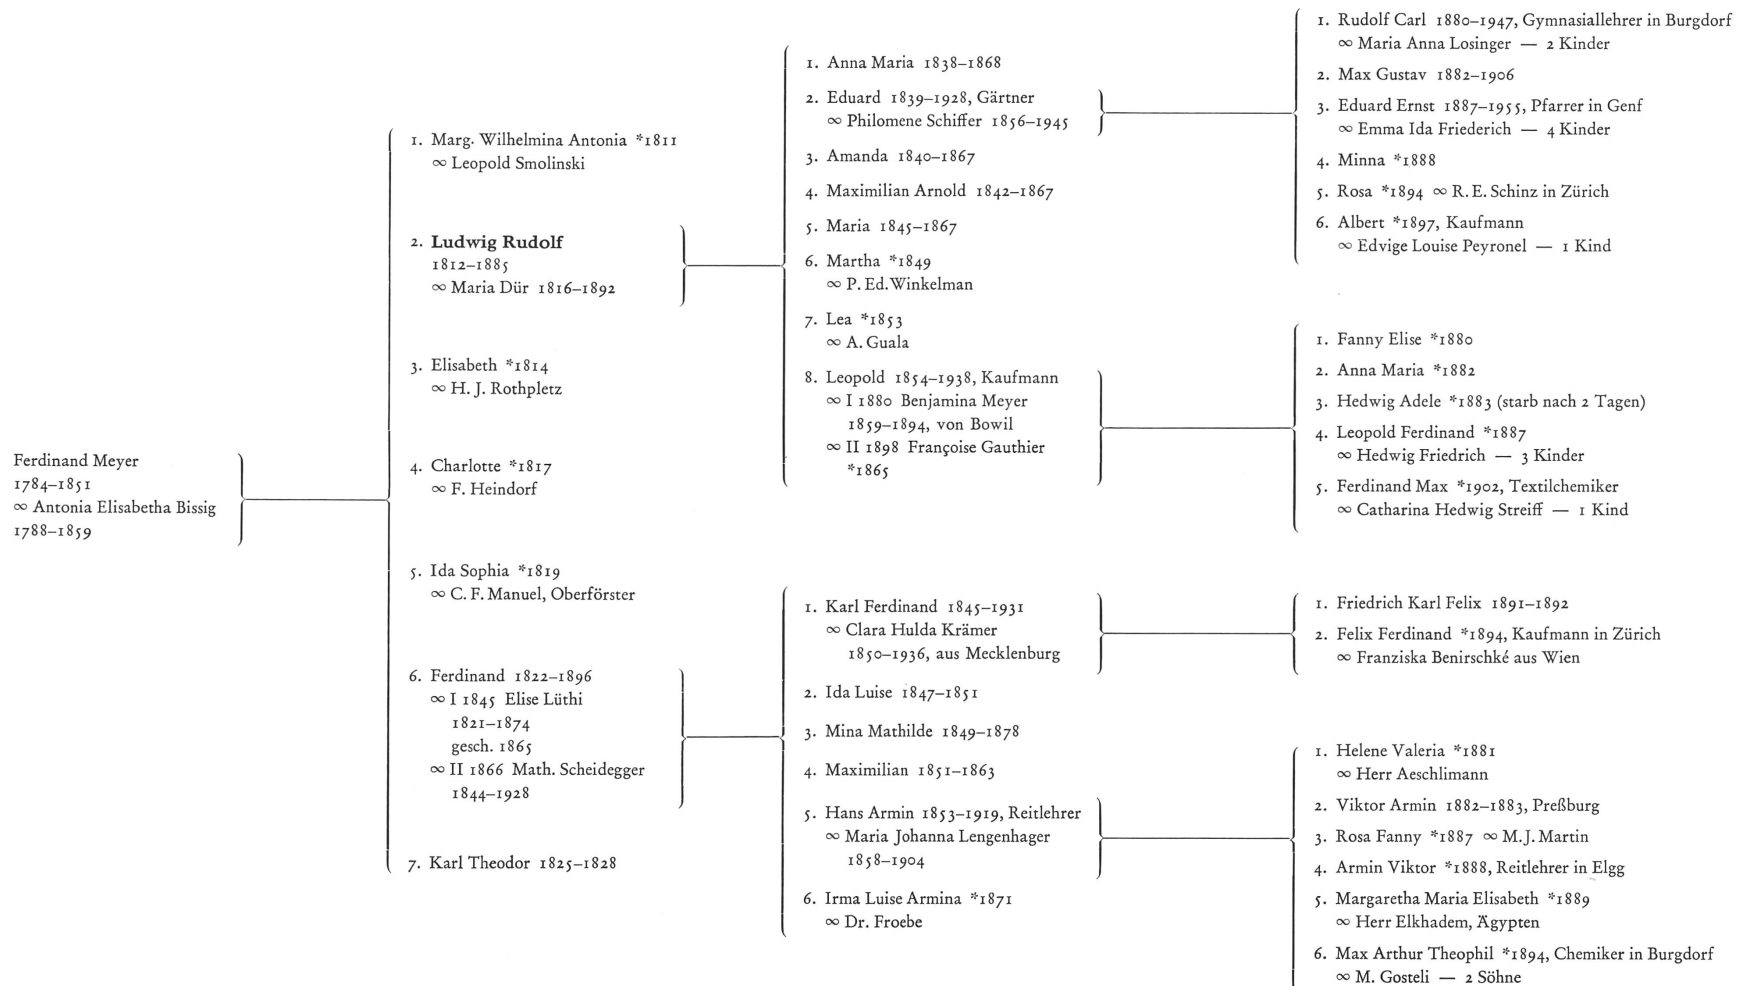 Ferdinand Meyer
1784–1851
∞ Antonia Elisabetha Bissig
1788–1859
1. Marg. Wilhelmina Antonia *1811
∞ Leopold Smolinski
2. Ludwig Rudolf
1812–1885
∞ Maria Dür 1816–1892
3. Elisabeth *1814
∞ H. J. Rothpletz
4. Charlotte *1817
∞ F. Heindorf
5. Ida Sophia *1819
∞ C. F. Manuel, Oberförster
6. Ferdinand 1822–1896
∞ I 1845 Elise Lüthi
1821–1874
gesch. 1865
∞ II 1866 Math. Scheidegger
1844–1928
7. Karl Theodor 1825–1828
1. Anna Maria 1838–1868
2. Eduard 1839–1928, Gärtner
∞ Philomene Schiffer 1856–1945
3. Amanda 1840–1867
4. Maximilian Arnold 1842–1867
5. Maria 1845–1867
6. Martha *1849
∞ P. Ed. Winkelman
7. Lea *1853
∞ A. Guala
8. Leopold 1854–1938, Kaufmann
∞ I 1880 Benjamina Meyer
1859–1894, von Bowil
∞ II 1898 Françoise Gauthier
*1865
1. Karl Ferdinand 1845–1931
∞ Clara Hulda Krämer
1850–1936, aus Mecklenburg
2. Ida Luise 1847–1851
3. Mina Mathilde 1849–1878
4. Maximilian 1851–1863
5. Hans Armin 1853–1919, Reitlehrer
∞ Maria Johanna Lengenhager
1858–1904
6. Irma Luise Armina *1871
∞ Dr. Froebe
1. Rudolf Carl 1880–1947, Gymnasiallehrer in Burgdorf
∞ Maria Anna Losinger — 2 Kinder
2. Max Gustav 1882–1906
3. Eduard Ernst 1887–1955, Pfarrer in Genf
∞ Emma Ida Friederich — 4 Kinder
4. Minna *1888
5. Rosa *1894 ∞ R. E. Schinz in Zürich
6. Albert *1897, Kaufmann
∞ Edvige Louise Peyronel — 1 Kind
1. Fanny Elise *1880
2. Anna Maria *1882
3. Hedwig Adele *1883 (starb nach 2 Tagen)
4. Leopold Ferdinand *1887
∞ Hedwig Friedrich — 3 Kinder
5. Ferdinand Max *1902, Textilchemiker
∞ Catharina Hedwig Streiff — 1 Kind
1. Friedrich Karl Felix 1891–1892
2. Felix Ferdinand *1894, Kaufmann in Zürich
∞ Franziska Benirschké aus Wien
1. Helene Valeria *1881
∞ Herr Aeschlimann
2. Viktor Armin 1882–1883, Preßburg
3. Rosa Fanny *1887 ∞ M. J. Martin
4. Armin Viktor *1888, Reitlehrer in Elgg
5. Margaretha Maria Elisabeth *1889
∞ Herr Elkhadem, Ägypten
6. Max Arthur Theophil *1894, Chemiker in Burgdorf
∞ M. Gosteli — 2 Söhne